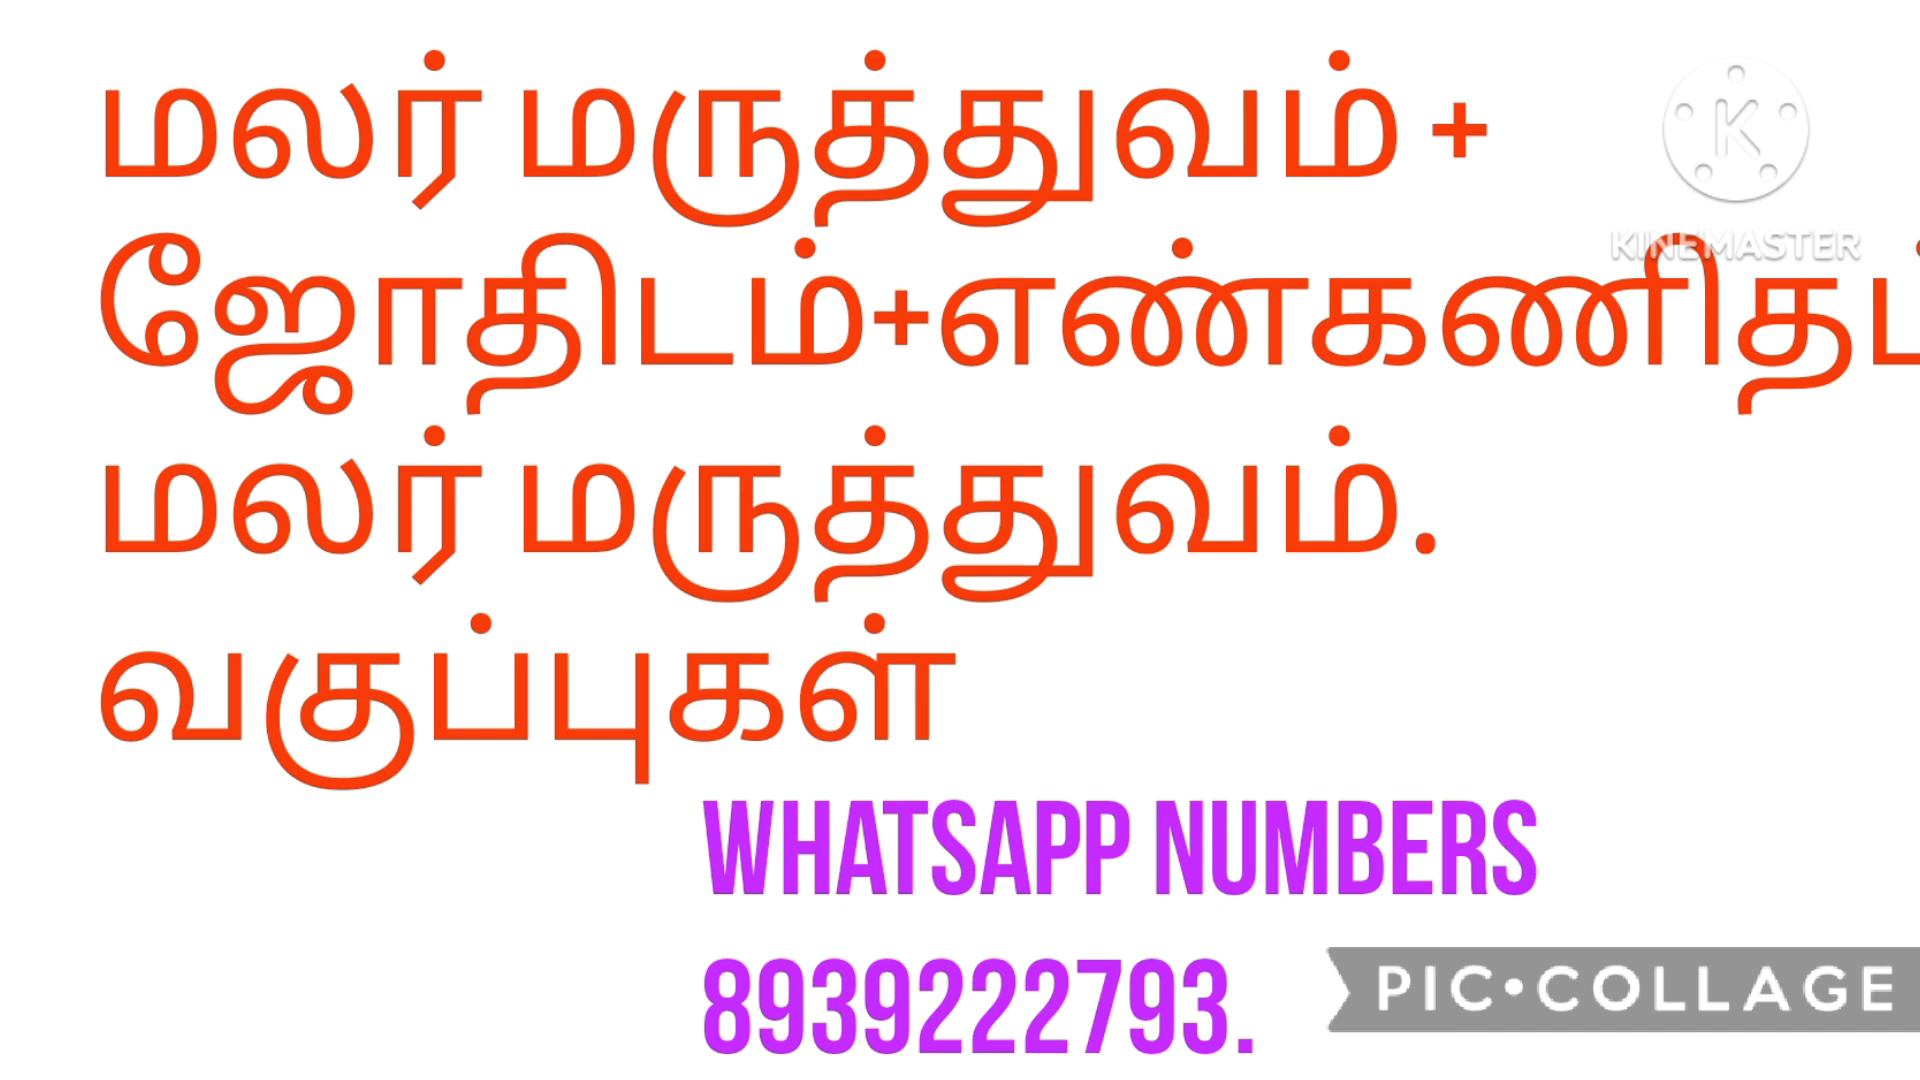 மலர் மருத்துவம் +
KINEMASTER
ஜோதிடம்+எண்கணிதம்
மலர் மருத்துவம்.
வகுப்புகள்
WHATSAPP NUMBERS
8939222793.
PIC•COLLAGE